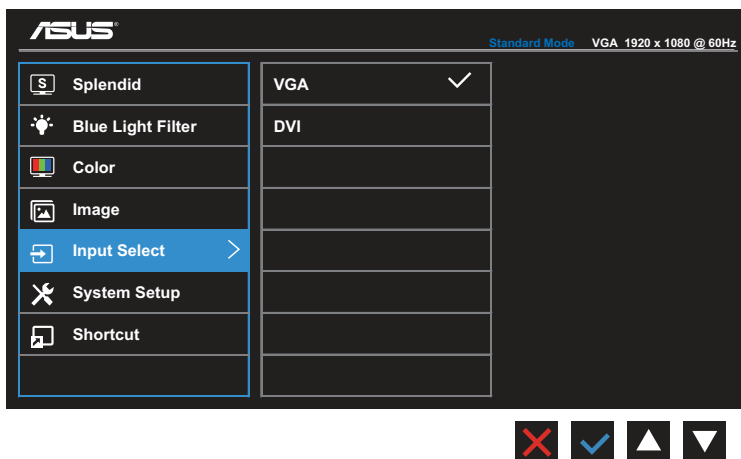 ASUS
Standard Mode VGA 1920 x 1080 @ 60Hz
S Splendid
Blue Light Filter
Color
Image
Input Select
System Setup
Shortcut
VGA
DVI